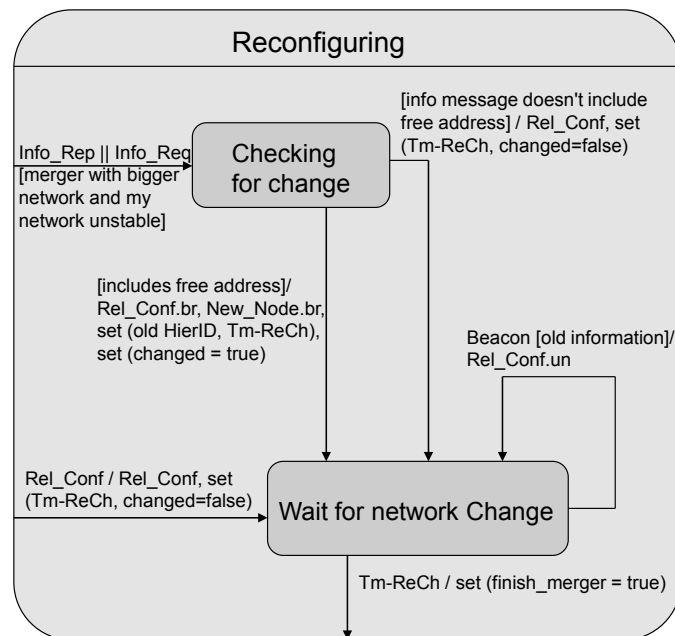 Reconfiguring
Info_Rep || Info_Req
[merger with bigger
network and my
network unstable]
Checking
for change
[info message doesn't include
free address] / Rel_Conf, set
(Tm-ReCh, changed=false)
[includes free address]/
Rel_Conf.br, New_Node.br,
set (old HierID, Tm-ReCh),
set (changed = true)
Beacon [old information]/
Rel_Conf.un
Rel_Conf / Rel_Conf, set
(Tm-ReCh, changed=false)
Wait for network Change
Tm-ReCh / set (finish_merger = true)